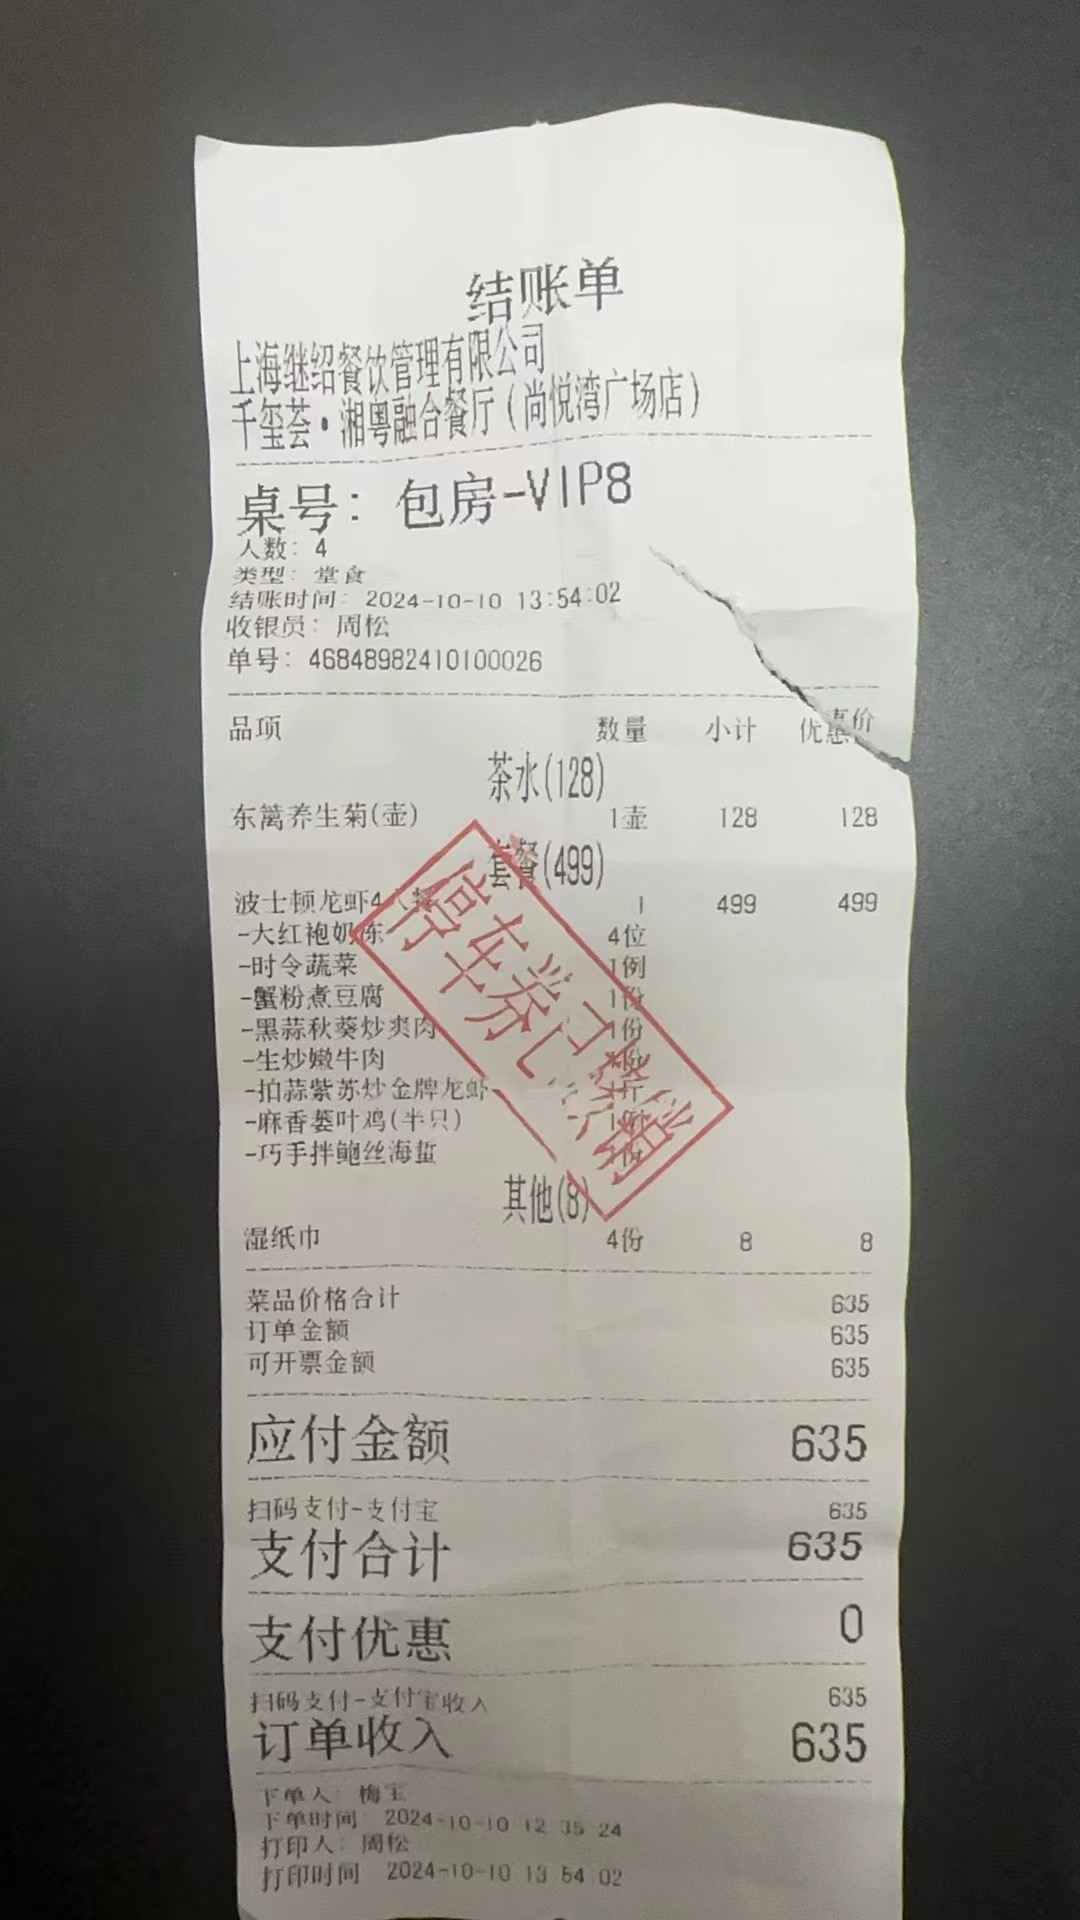 结账单
上海继绍餐饮管理有限公司
千玺荟·湘粤融合餐厅(尚悦湾广场店)
桌号: 包房-VIP8
人数: 4
类型: 堂食
结账时间: 2024-10-10 13:54:02
收银员: 周松
单号: 46848982410100026
品项 数量 小计 优惠价
茶水(128)
东篱养生菊(壶) 1壶 128 128
套餐(499)
波士顿龙虾4人餐 1 499 499
-大红袍奶冻 4位
-时令蔬菜 1例
-蟹粉煮豆腐 1份
-黑蒜秋葵炒爽肉 1份
-生炒嫩牛肉 份
-拍蒜紫苏炒金牌龙虾 斤
-麻香蒌叶鸡(半只)
-巧手拌鲍丝海蜇 份
停车券已
其他(8)
湿纸巾 4份 8 8
菜品价格合计 635
订单金额 635
可开票金额 635
应付金额 635
扫码支付-支付宝 635
支付合计 635
支付优惠 0
扫码支付-支付宝收入 635
订单收入 635
下单人: 梅宝
下单时间: 2024-10-10 12:35:24
打印人: 周松
打印时间 2024-10-10 13:54:02